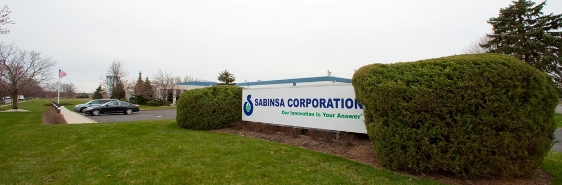 SABINSA CORPORATION
Our Innovation Is Your Answer